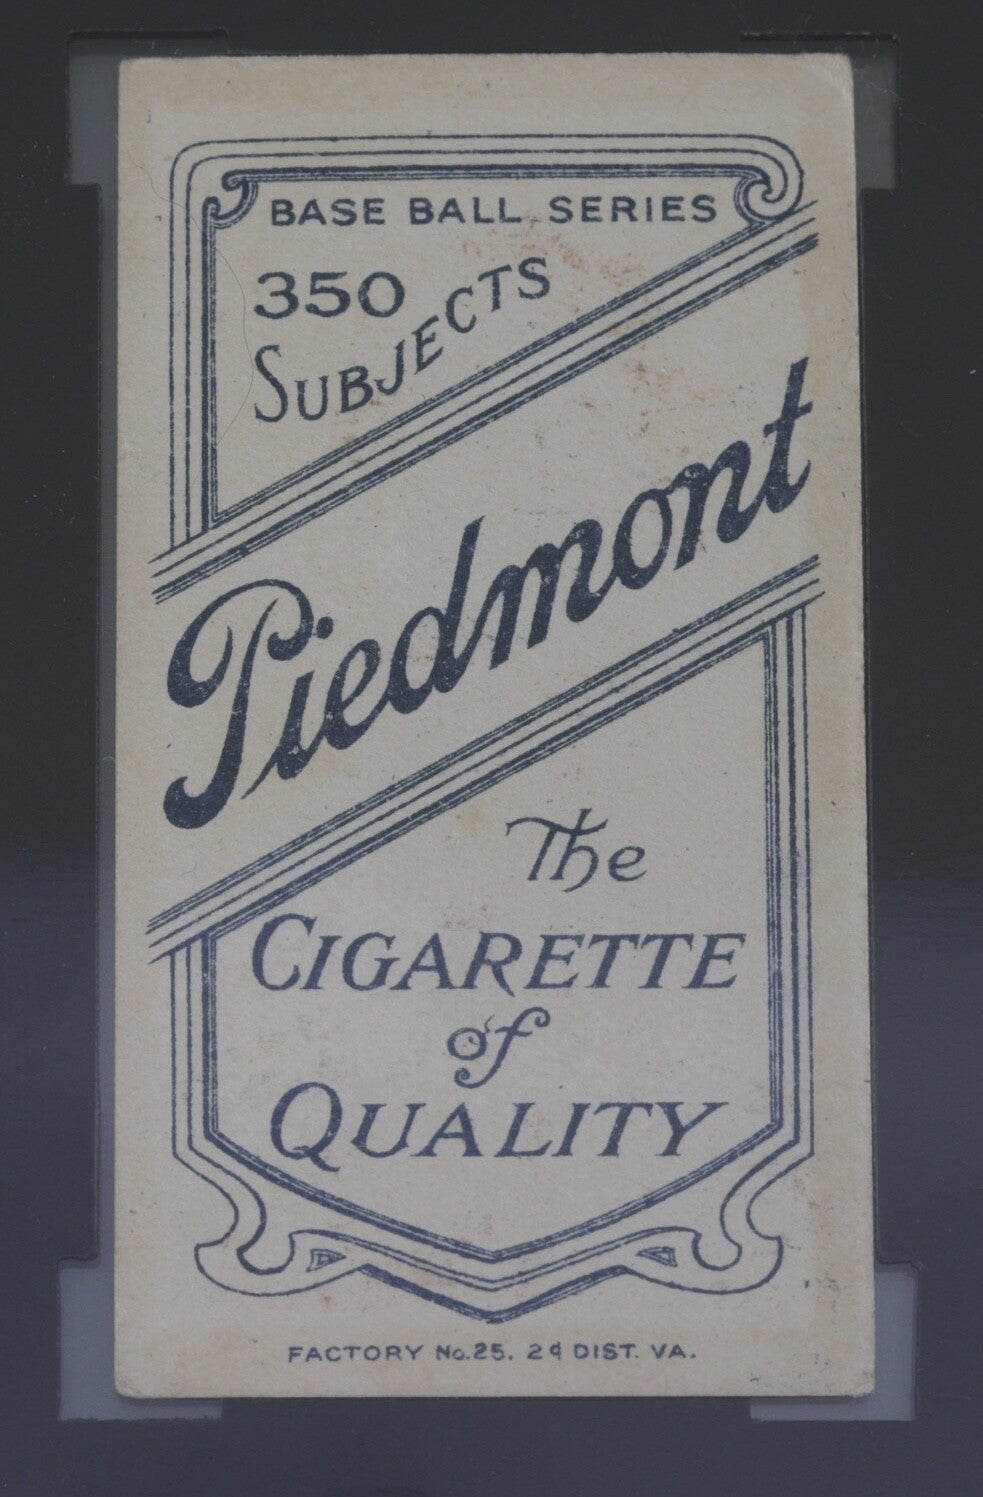 BASE BALL SERIES
350
SUBJECTS
Piedmont
The
CIGARETTE
of
QUALITY
FACTORY No.25. 2d DIST. VA.